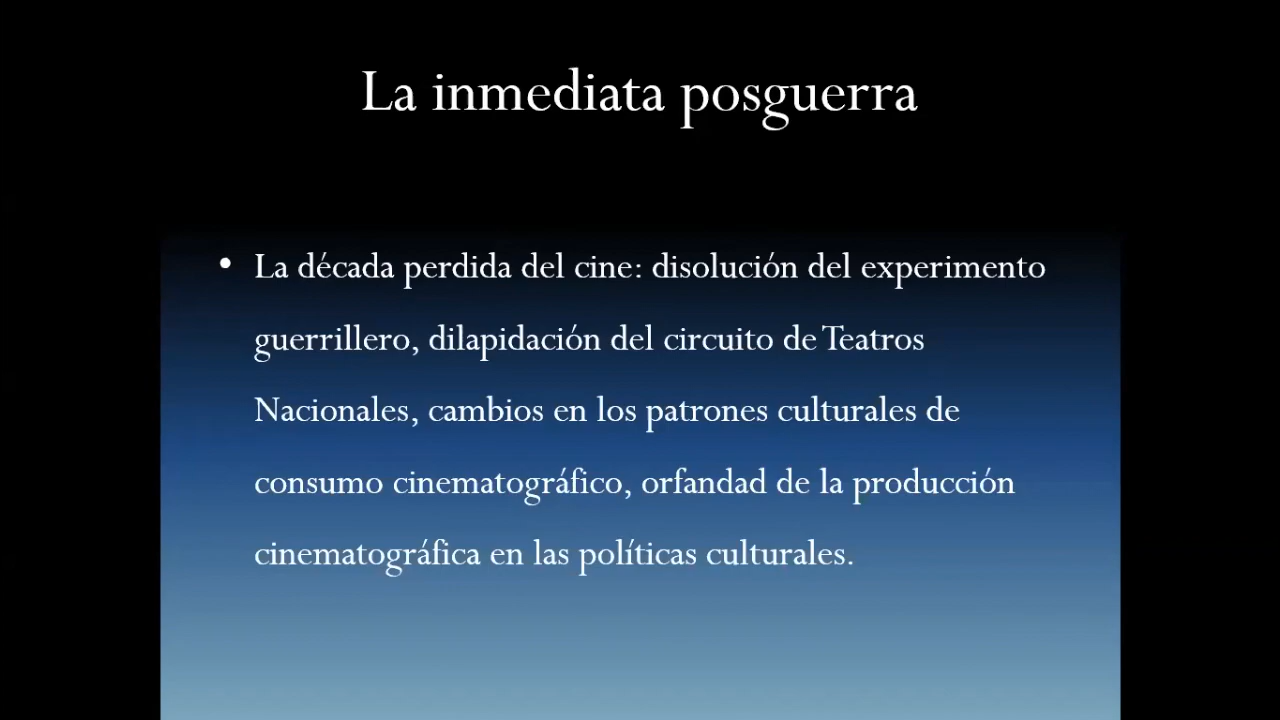 La inmediata posguerra
• La década perdida del cine: disolución del experimento
guerrillero, dilapidación del circuito de Teatros
Nacionales, cambios en los patrones culturales de
consumo cinematográfico, orfandad de la producción
cinematográfica en las políticas culturales.